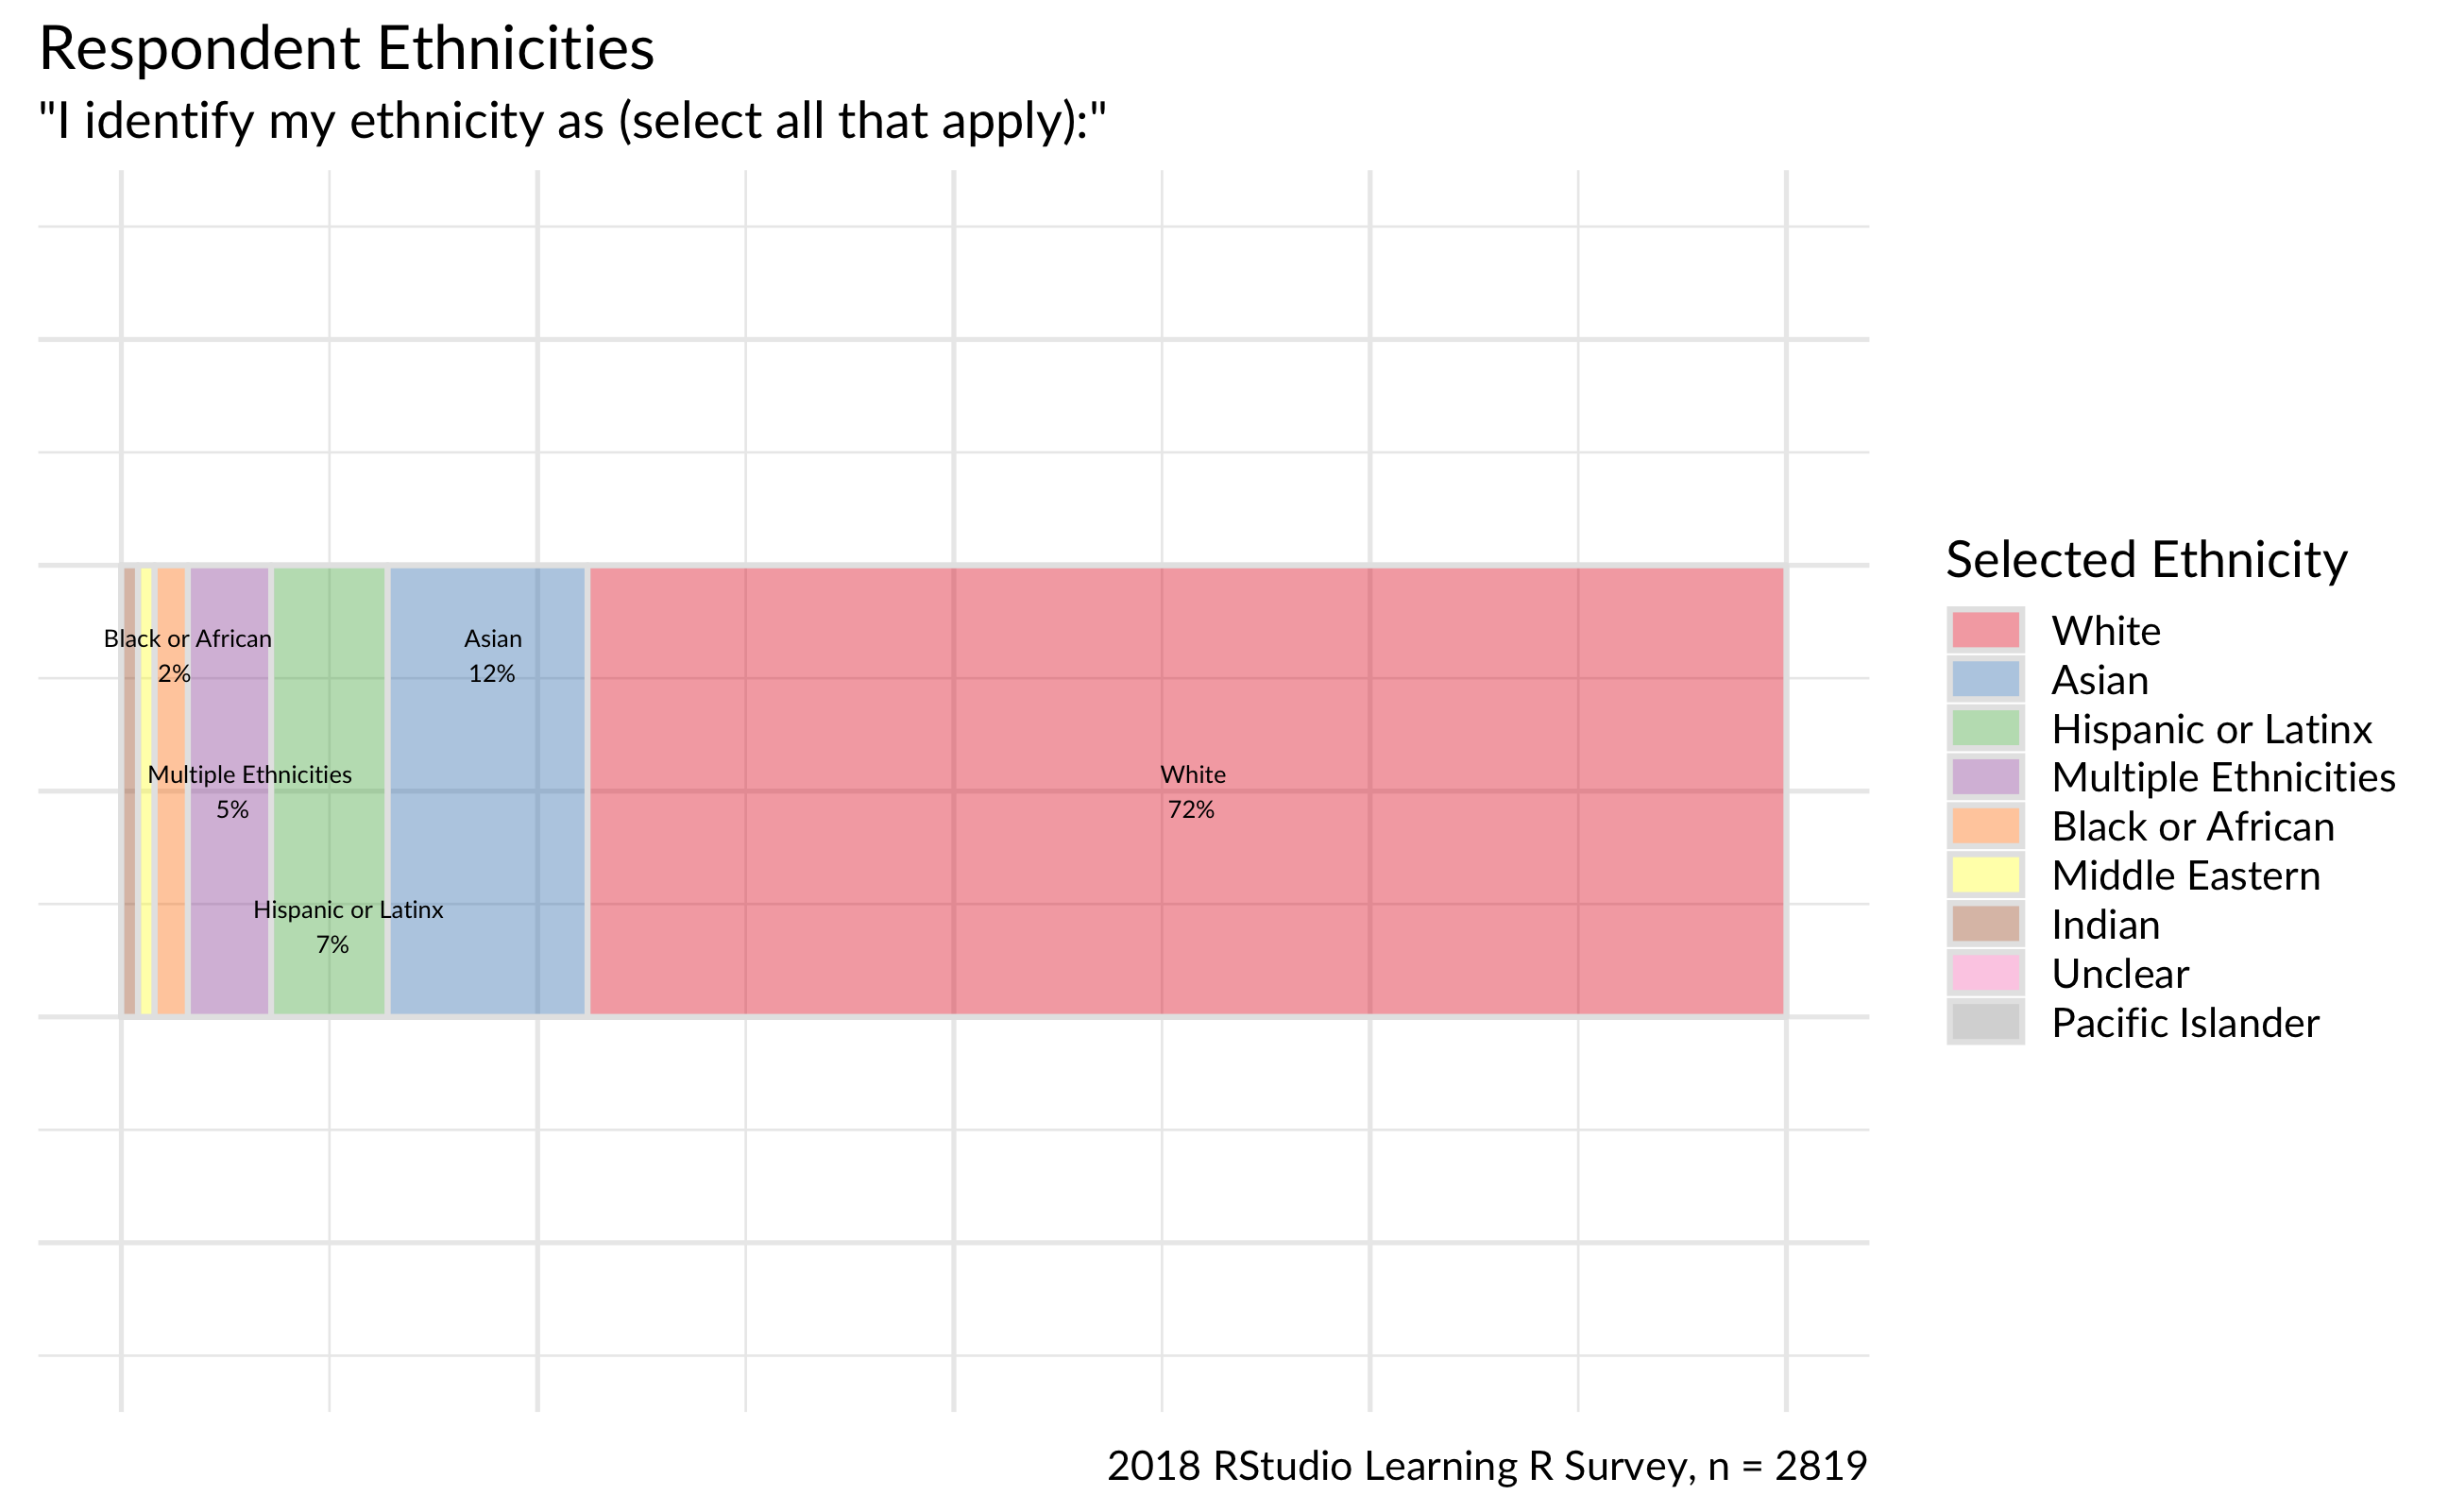 Respondent Ethnicities
"I identify my ethnicity as (select all that apply):"
Black or African
2%
Asian
12%
Multiple Ethnicities
5%
White
72%
Hispanic or Latinx
7%
Selected Ethnicity
White
Asian
Hispanic or Latinx
Multiple Ethnicities
Black or African
Middle Eastern
Indian
Unclear
Pacific Islander
2018 RStudio Learning R Survey, n = 2819